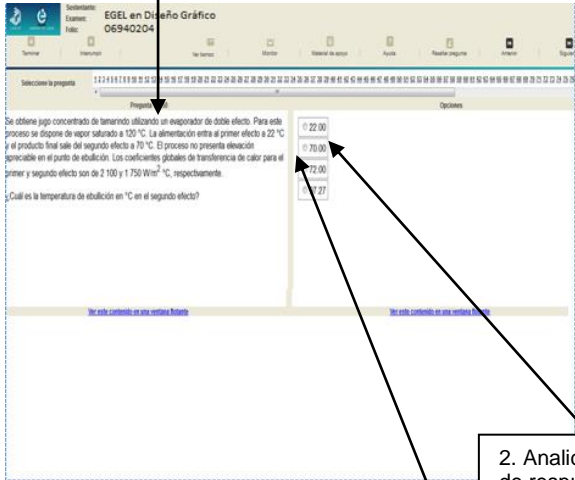 Sustentante:
Examen: EGEL en Diseño Gráfico
Folio: 06940204
Terminar Interrumpir Ver tiempo Monitor Material de apoyo Ayuda Resaltar pregunta Anterior Siguien
Seleccione la pregunta
Pregunta
Opciones
Se obtiene jugo concentrado de tamarindo utilizando un evaporador de doble efecto. Para este
proceso se dispone de vapor saturado a 120 °C. La alimentación entra al primer efecto a 22 °C
y el producto final sale del segundo efecto a 70 °C. El proceso no presenta elevación
apreciable en el punto de ebullición. Los coeficientes globales de transferencia de calor para el
primer y segundo efecto son de 2 100 y 1 750 W/m² °C, respectivamente.
¿Cuál es la temperatura de ebullición en °C en el segundo efecto?
22.00
70.00
72.00
Ver este contenido en una ventana flotante
Ver este contenido en una ventana flotante
2. Analic
de respu